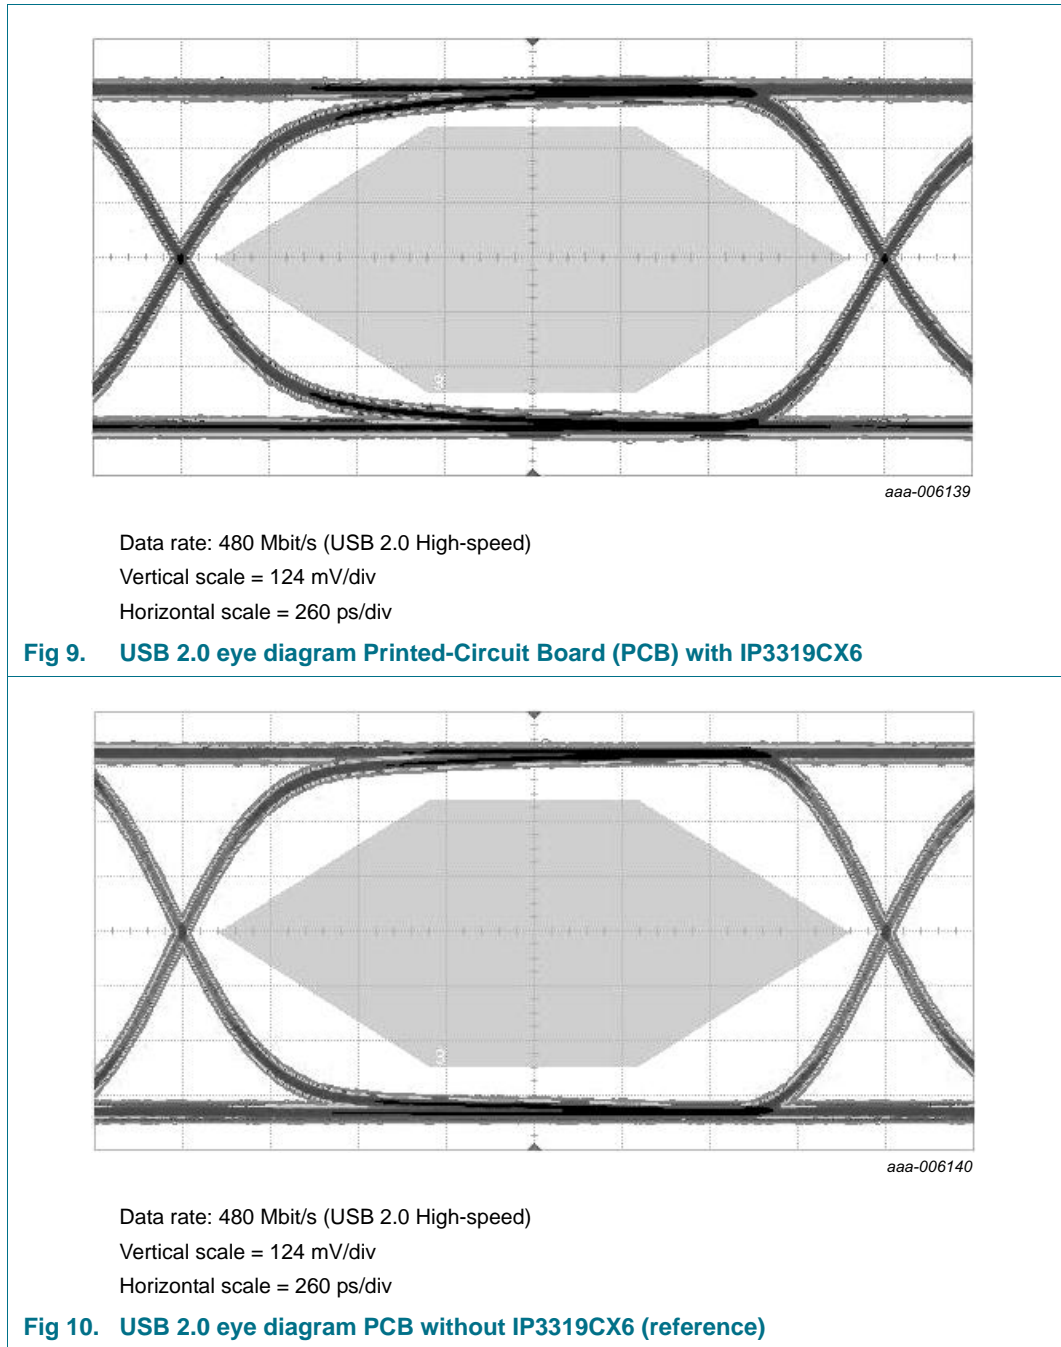 aaa-006139
Data rate: 480 Mbit/s (USB 2.0 High-speed)
Vertical scale = 124 mV/div
Horizontal scale = 260 ps/div
Fig 9. USB 2.0 eye diagram Printed-Circuit Board (PCB) with IP3319CX6
aaa-006140
Data rate: 480 Mbit/s (USB 2.0 High-speed)
Vertical scale = 124 mV/div
Horizontal scale = 260 ps/div
Fig 10. USB 2.0 eye diagram PCB without IP3319CX6 (reference)